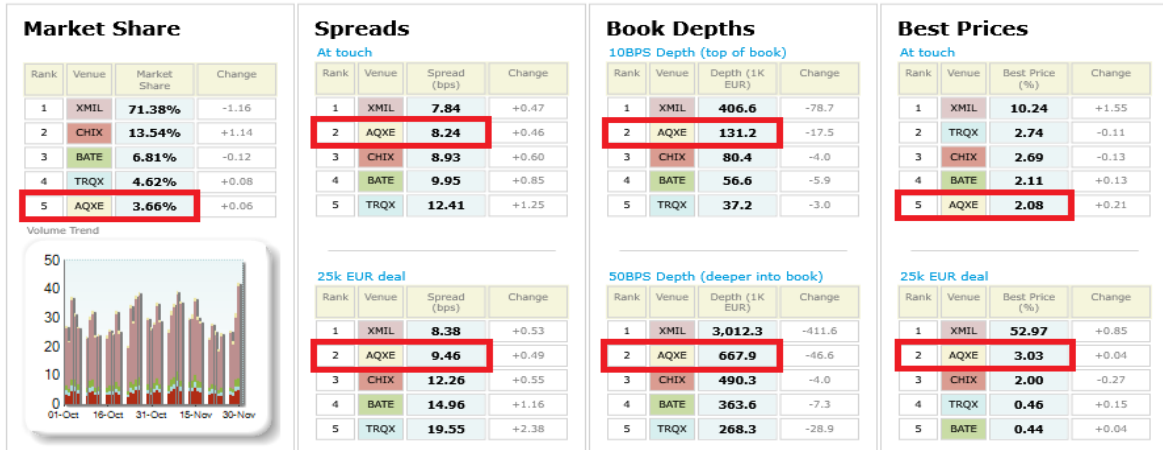 Market Share
Rank Venue Market Share Change
1 XMIL 71.38% -1.16
2 CHIX 13.54% +1.14
3 BATE 6.81% -0.12
4 TRQX 4.62% +0.08
5 AQXE 3.66% +0.06
Volume Trend
50
40
30
20
10
0
01-Oct 16-Oct 31-Oct 15-Nov 30-Nov
Spreads
At touch
Rank Venue Spread (bps) Change
1 XMIL 7.84 +0.47
2 AQXE 8.24 +0.46
3 CHIX 8.93 +0.60
4 BATE 9.95 +0.85
5 TRQX 12.41 +1.25
25k EUR deal
Rank Venue Spread (bps) Change
1 XMIL 8.38 +0.53
2 AQXE 9.46 +0.49
3 CHIX 12.26 +0.55
4 BATE 14.96 +1.16
5 TRQX 19.55 +2.38
Book Depths
10BPS Depth (top of book)
Rank Venue Depth (1K EUR) Change
1 XMIL 406.6 -78.7
2 AQXE 131.2 -17.5
3 CHIX 80.4 -4.0
4 BATE 56.6 -5.9
5 TRQX 37.2 -3.0
50BPS Depth (deeper into book)
Rank Venue Depth (1K EUR) Change
1 XMIL 3,012.3 -411.6
2 AQXE 667.9 -46.6
3 CHIX 490.3 -4.0
4 BATE 363.6 -7.3
5 TRQX 268.3 -28.9
Best Prices
At touch
Rank Venue Best Price (%) Change
1 XMIL 10.24 +1.55
2 TRQX 2.74 -0.11
3 CHIX 2.69 -0.13
4 BATE 2.11 +0.13
5 AQXE 2.08 +0.21
25k EUR deal
Rank Venue Best Price (%) Change
1 XMIL 52.97 +0.85
2 AQXE 3.03 +0.04
3 CHIX 2.00 -0.27
4 TRQX 0.46 +0.15
5 BATE 0.44 +0.04